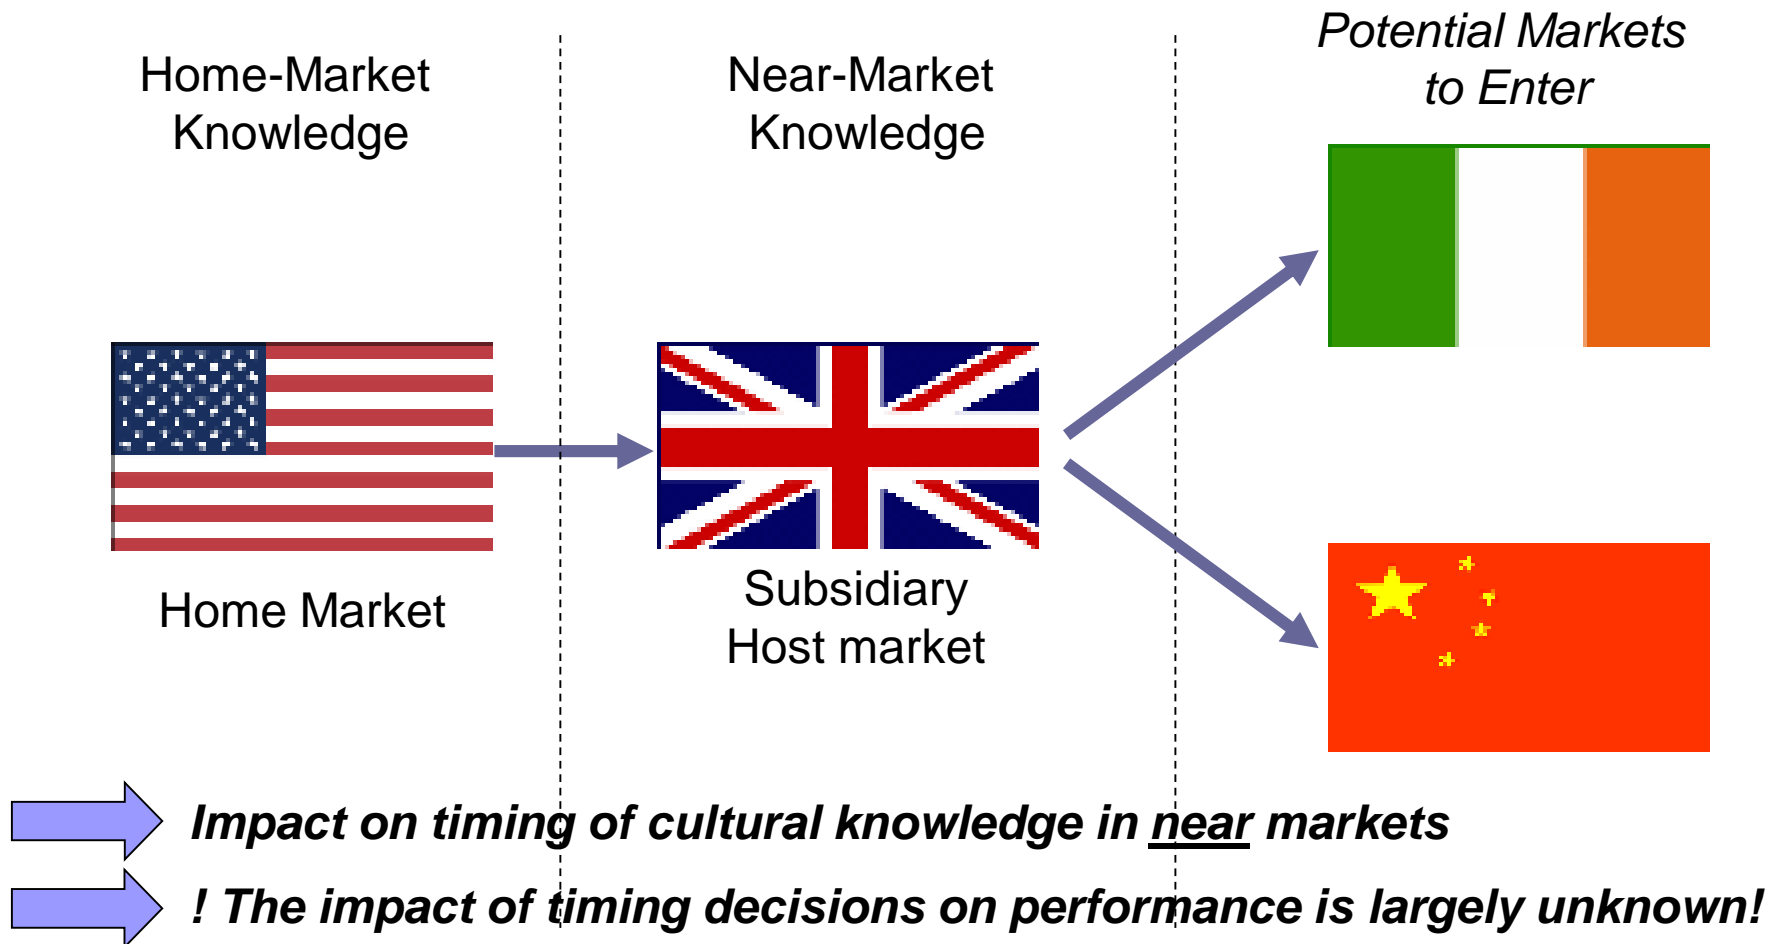 Home-Market
Knowledge
Near-Market
Knowledge
Potential Markets
to Enter
Home Market
Subsidiary
Host market
Impact on timing of cultural knowledge in near markets
! The impact of timing decisions on performance is largely unknown!